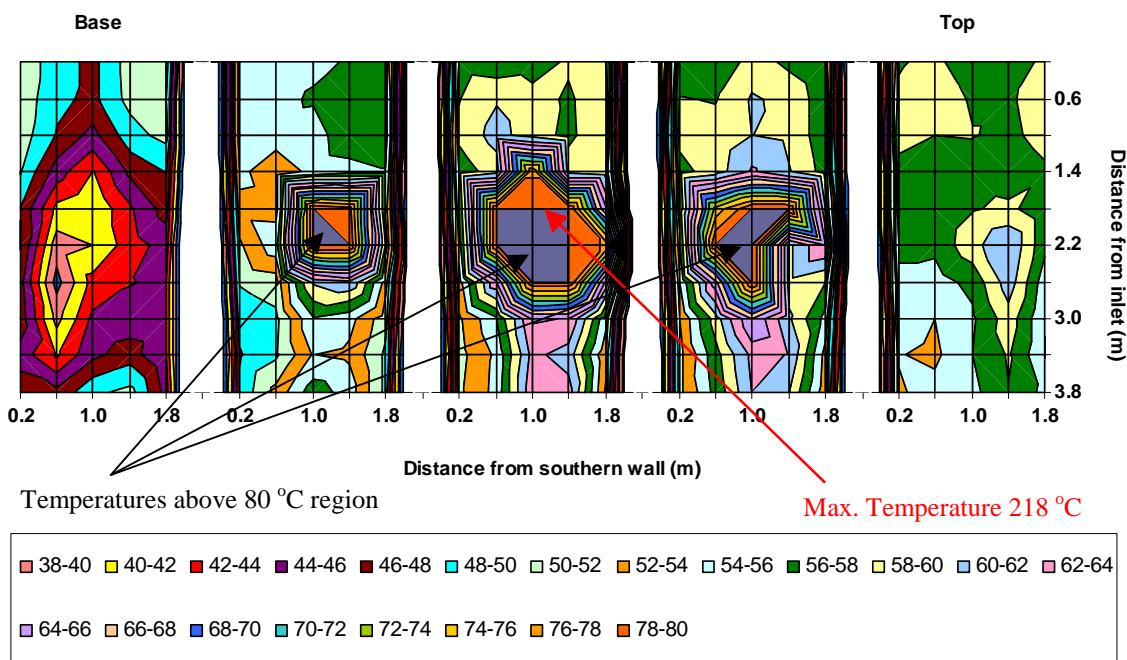 Base Top
0.6
1.4
2.2
3.0
3.8
Distance from inlet (m)
0.2 1.0 1.8 0.2 1.0 1.8 0.2 1.0 1.8 0.2 1.0 1.8 0.2 1.0 1.8
Distance from southern wall (m)
Temperatures above 80 °C region
Max. Temperature 218 °C
38-40 40-42 42-44 44-46 46-48 48-50 50-52 52-54 54-56 56-58 58-60 60-62 62-64
64-66 66-68 68-70 70-72 72-74 74-76 76-78 78-80